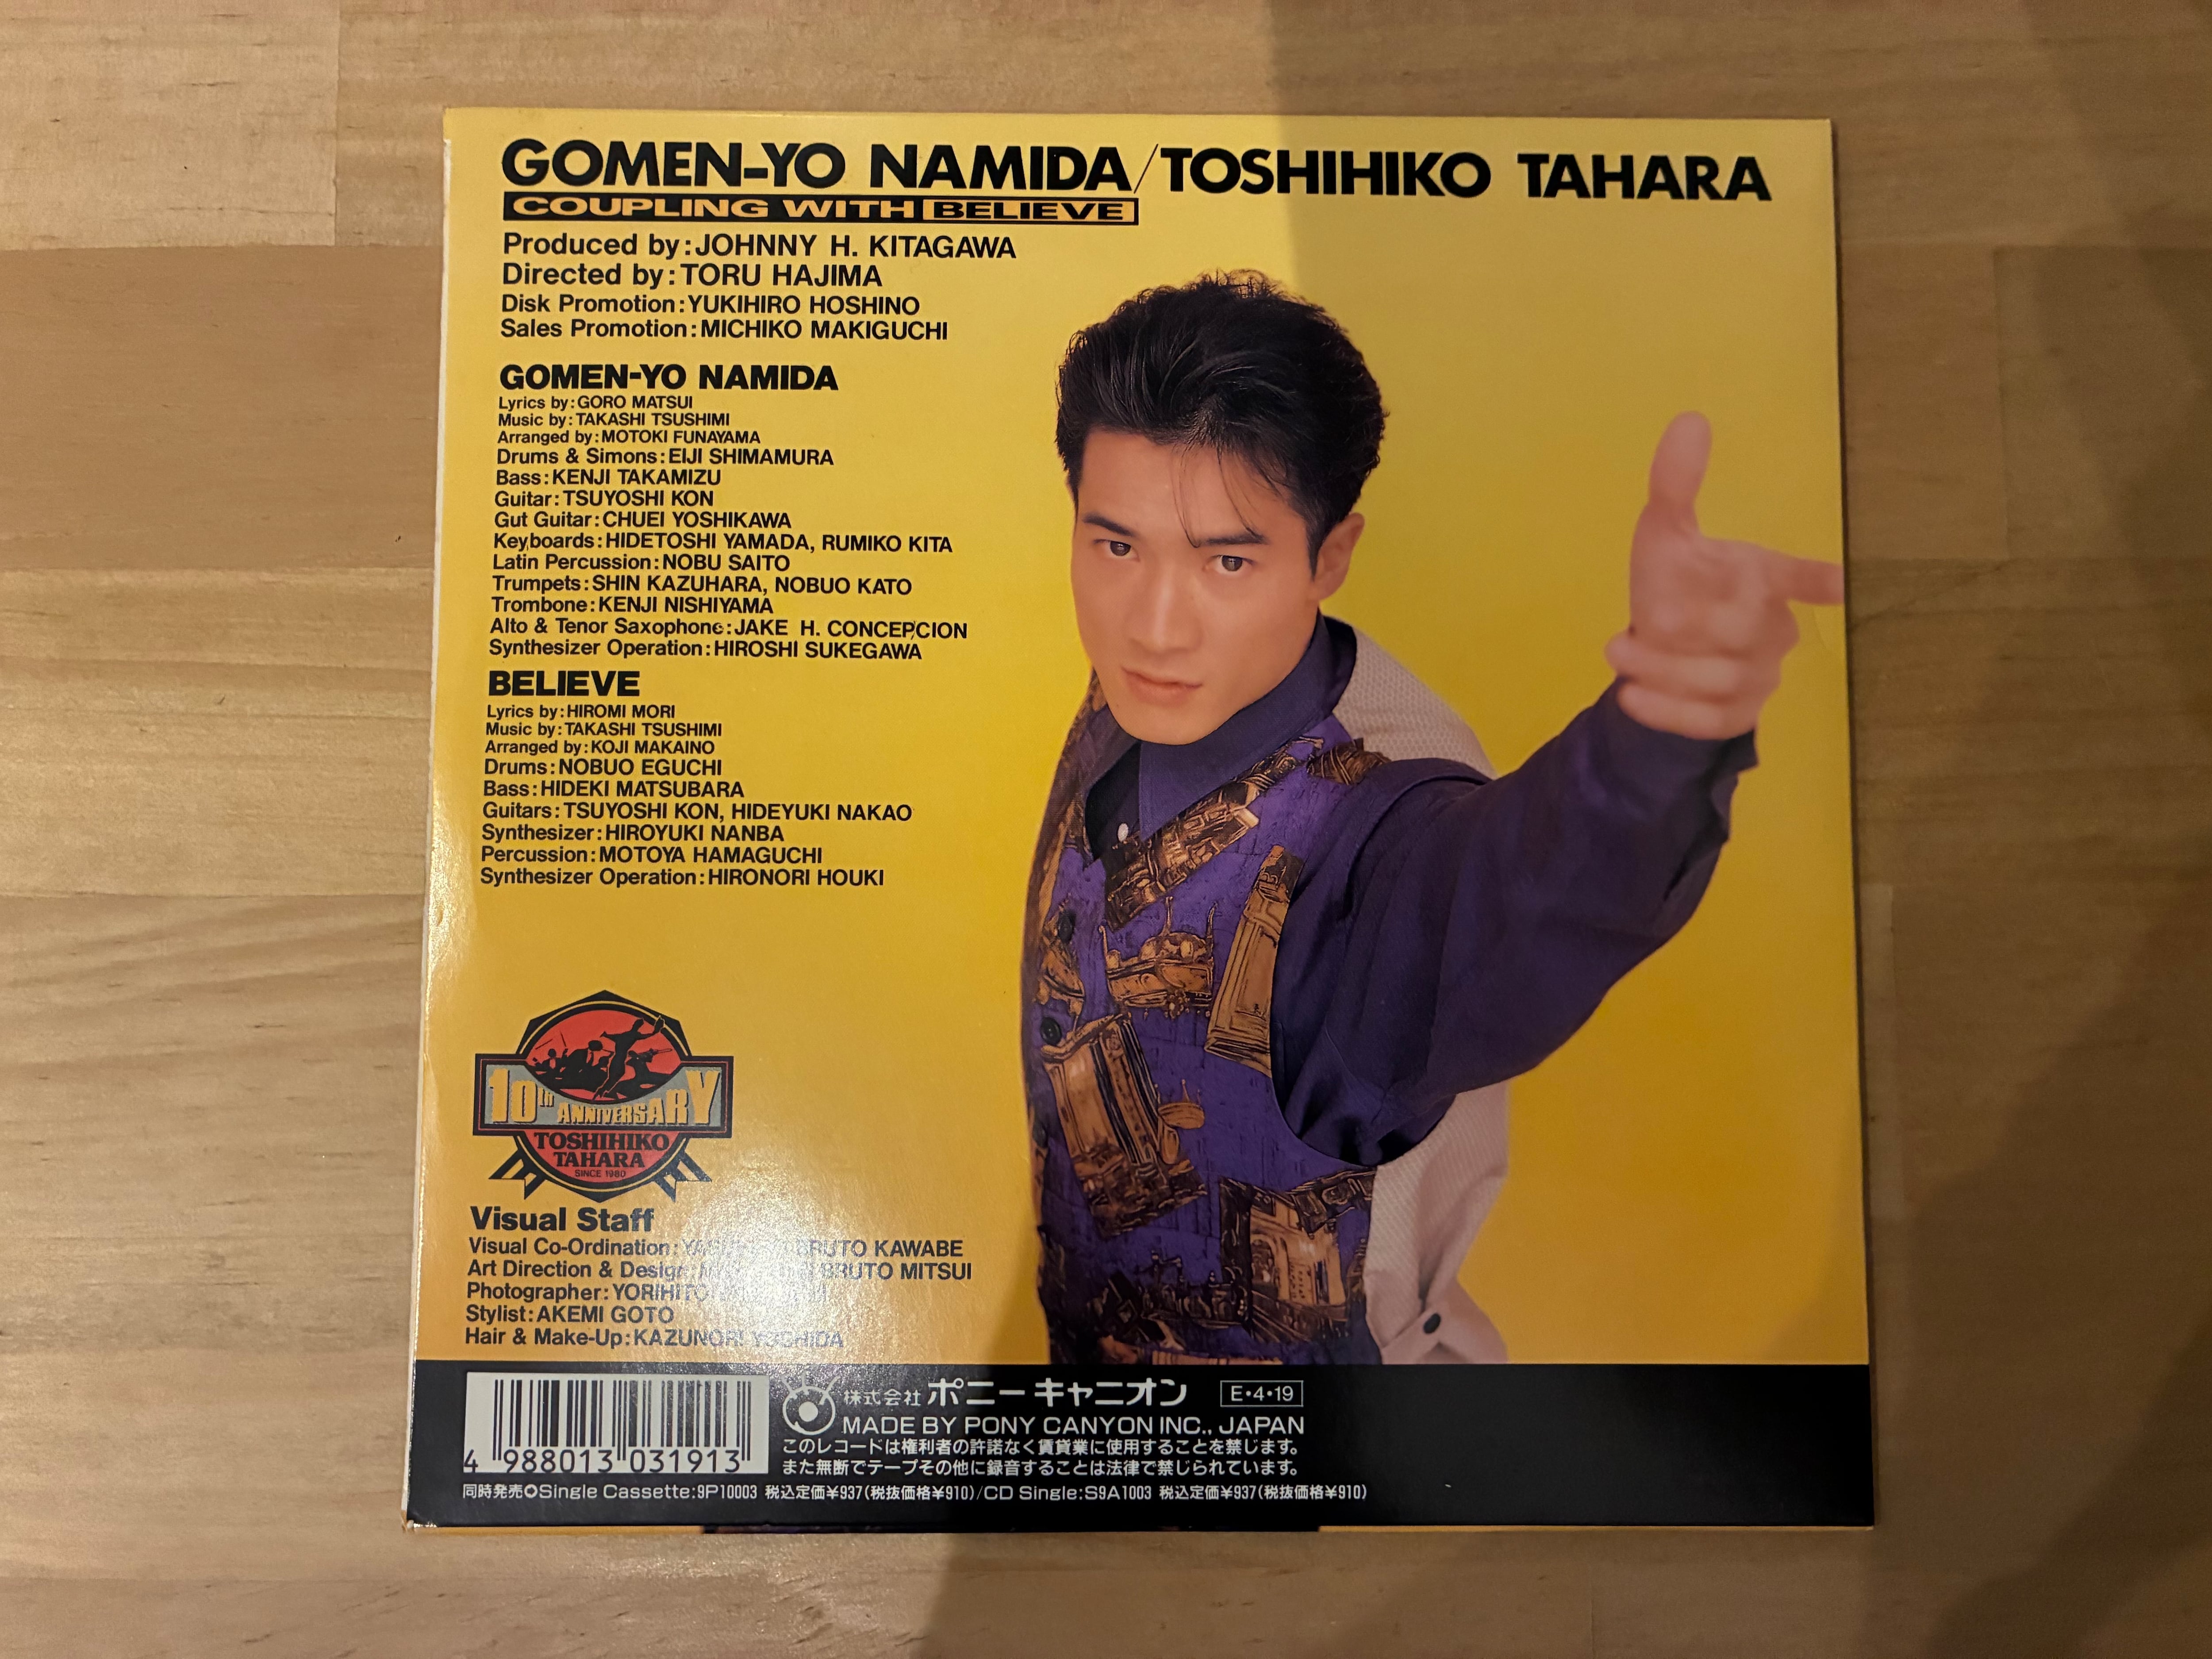 GOMEN-YO NAMIDA/TOSHIHIKO TAHARA
COUPLING WITH BELIEVE
Produced by:JOHNNY H. KITAGAWA
Directed by:TORU HAJIMA
Disk Promotion:YUKIHIRO HOSHINO
Sales Promotion:MICHIKO MAKIGUCHI
GOMEN-YO NAMIDA
Lyrics by:GORO MATSUI
Music by:TAKASHI TSUSHIMI
Arranged by:MOTOKI FUNAYAMA
Drums & Simons:EIJI SHIMAMURA
Bass:KENJI TAKAMIZU
Guitar:TSUYOSHI KON
Gut Guitar:CHUEI YOSHIKAWA
Keyboards:HIDETOSHI YAMADA, RUMIKO KITA
Latin Percussion:NOBU SAITO
Trumpets:SHIN KAZUHARA, NOBUO KATO
Trombone:KENJI NISHIYAMA
Alto & Tenor Saxophone:JAKE H. CONCEPCION
Synthesizer Operation:HIROSHI SUKEGAWA
BELIEVE
Lyrics by:HIROMI MORI
Music by:TAKASHI TSUSHIMI
Arranged by:KOJI MAKAINO
Drums:NOBUO EGUCHI
Bass:HIDEKI MATSUBARA
Guitars:TSUYOSHI KON, HIDEYUKI NAKAO
Synthesizer:HIROYUKI NANBA
Percussion:MOTOYA HAMAGUCHI
Synthesizer Operation:HIRONORI HOUKI
10th ANNIVERSARY
TOSHIHIKO
TAHARA
SINCE 1980
Visual Staff
Visual Co-Ordination: BRUTO KAWABE
Art Direction & Design BRUTO MITSUI
Photographer:YORIHITO
Stylist:AKEMI GOTO
Hair & Make-Up:KAZUNORI YOSHIDA
株式会社 ポニーキャニオン E・4・19
MADE BY PONY CANYON INC., JAPAN
このレコードは権利者の許諾なく賃貸業に使用することを禁じます。
また無断でテープその他に録音することは法律で禁じられています。
4 988013 031913
同時発売✪Single Cassette:9P10003 税込定価¥937(税抜価格¥910)/CD Single:S9A1003 税込定価¥937(税抜価格¥910)